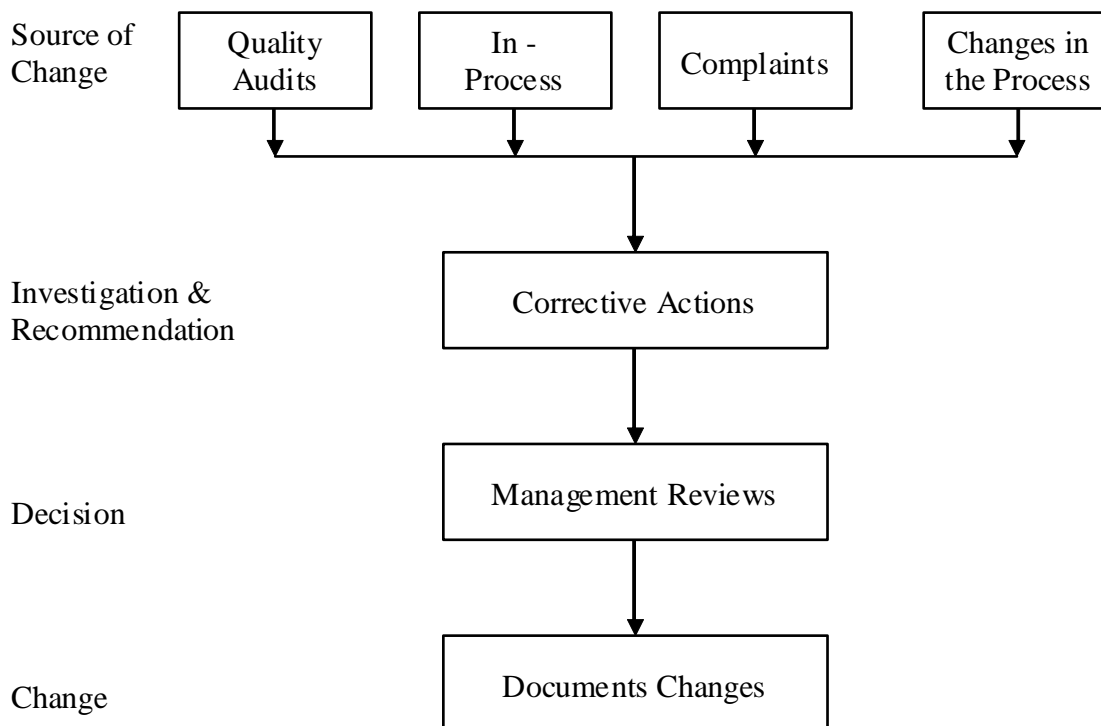 Source of
Change
Quality
Audits
In -
Process
Complaints
Changes in
the Process
Investigation &
Recommendation
Corrective Actions
Decision
Management Reviews
Change
Documents Changes